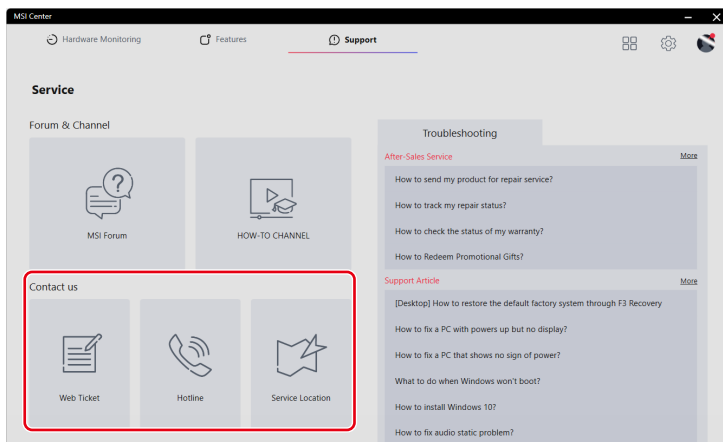 MSI Center
Hardware Monitoring
Features
Support
Service
Forum & Channel
MSI Forum
HOW-TO CHANNEL
Contact us
Web Ticket
Hotline
Service Location
Troubleshooting
After-Sales Service
More
How to send my product for repair service?
How to track my repair status?
How to check the status of my warranty?
How to Redeem Promotional Gifts?
Support Article
More
[Desktop] How to restore the default factory system through F3 Recovery
How to fix a PC with powers up but no display?
How to fix a PC that shows no sign of power?
What to do when Windows won't boot?
How to install Windows 10?
How to fix audio static problem?